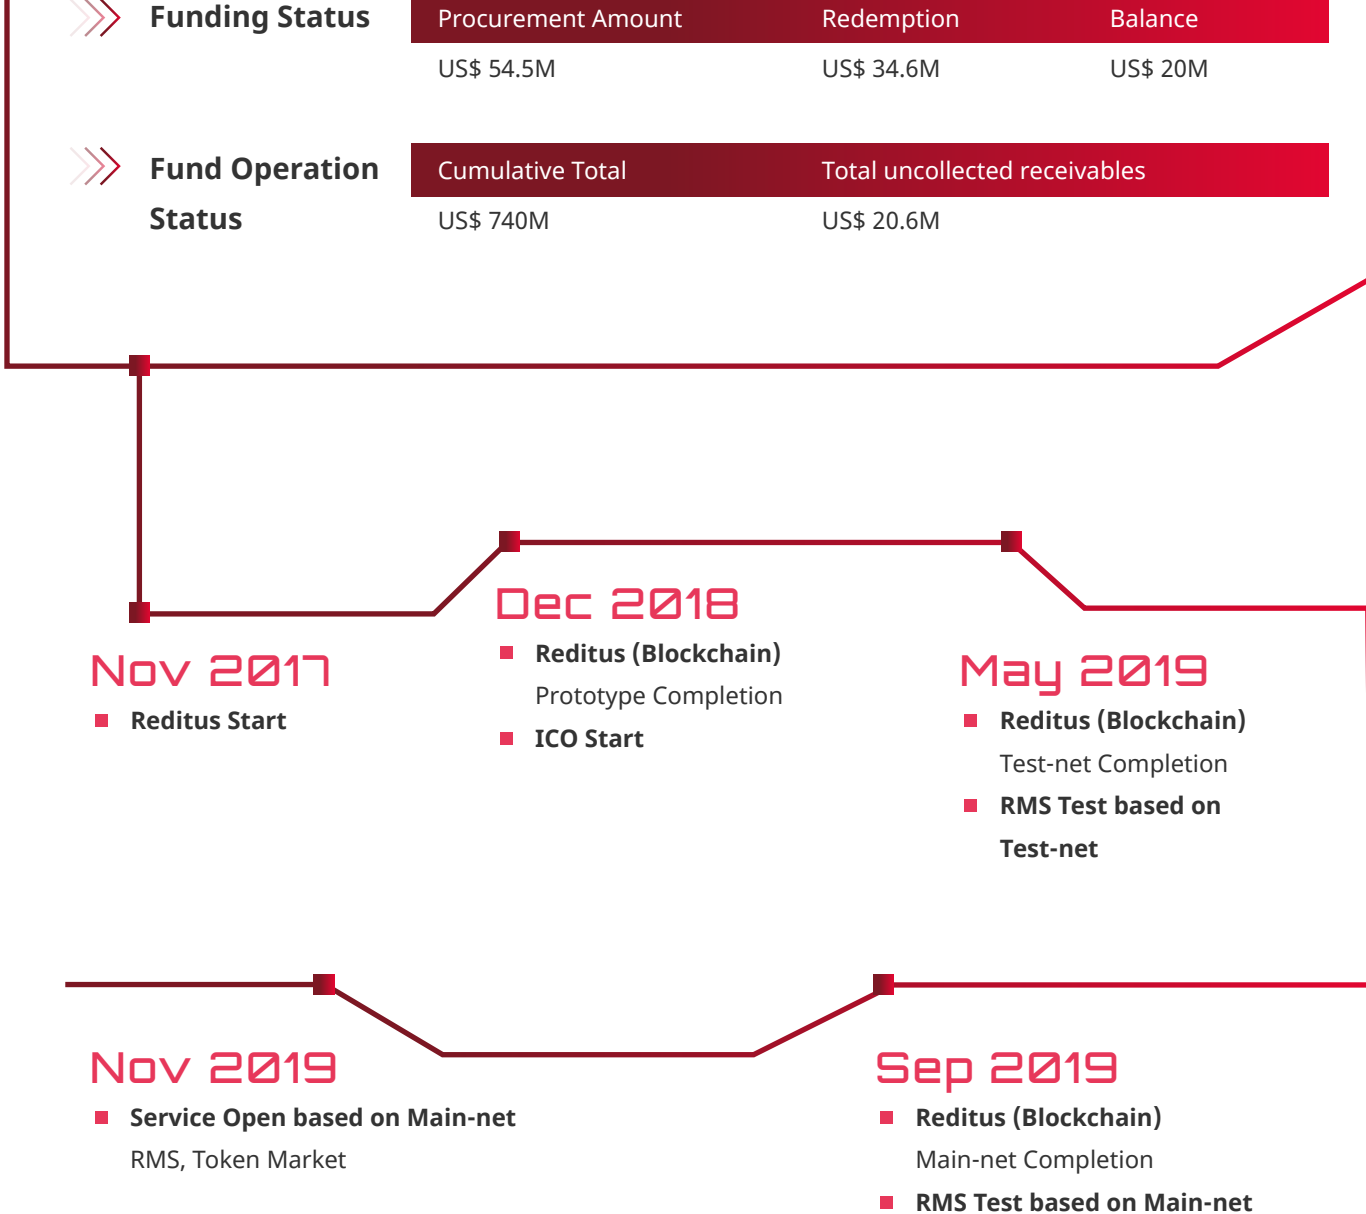 Funding Status
Procurement Amount Redemption Balance
US$ 54.5M US$ 34.6M US$ 20M
Fund Operation
Status
Cumulative Total Total uncollected receivables
US$ 740M US$ 20.6M
Nov 2017
Reditus Start
Dec 2018
Reditus (Blockchain)
Prototype Completion
ICO Start
May 2019
Reditus (Blockchain)
Test-net Completion
RMS Test based on
Test-net
Nov 2019
Service Open based on Main-net
RMS, Token Market
Sep 2019
Reditus (Blockchain)
Main-net Completion
RMS Test based on Main-net